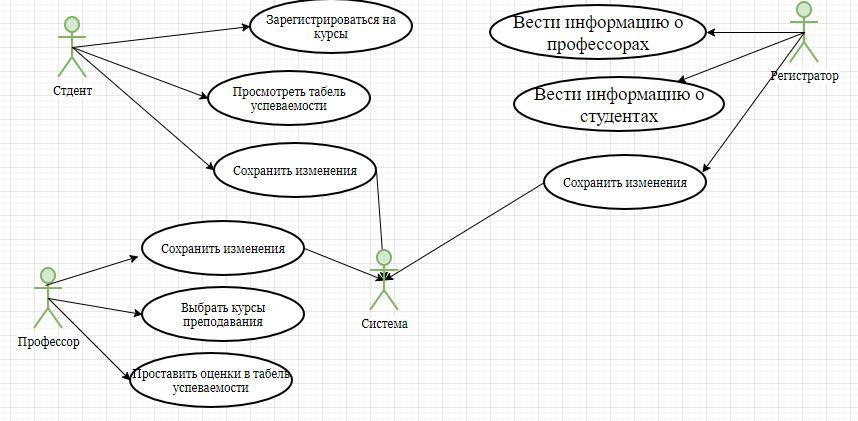 Зарегистрироваться на
курсы
Стдент
Просмотреть табель
успеваемости
Сохранить изменения
Вести информацию о
профессорах
Регистратор
Вести информацию о
студентах
Сохранить изменения
Сохранить изменения
Выбрать курсы
преподавания
Профессор
Проставить оценки в табель
успеваемости
Система